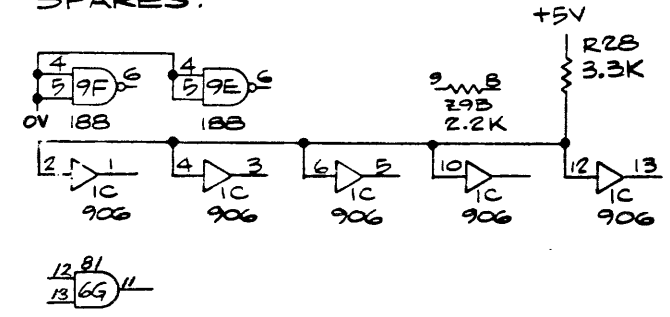 SPARES:
+5V
R28
3.3K
4 5 9F 6
4 5 9E 6
0V 188
188
9 8
Z9B
2.2K
2 1
1C
906
4 3
1C
906
6 5
1C
906
10
1C
906
12 13
1C
906
12 81
13 6G 11